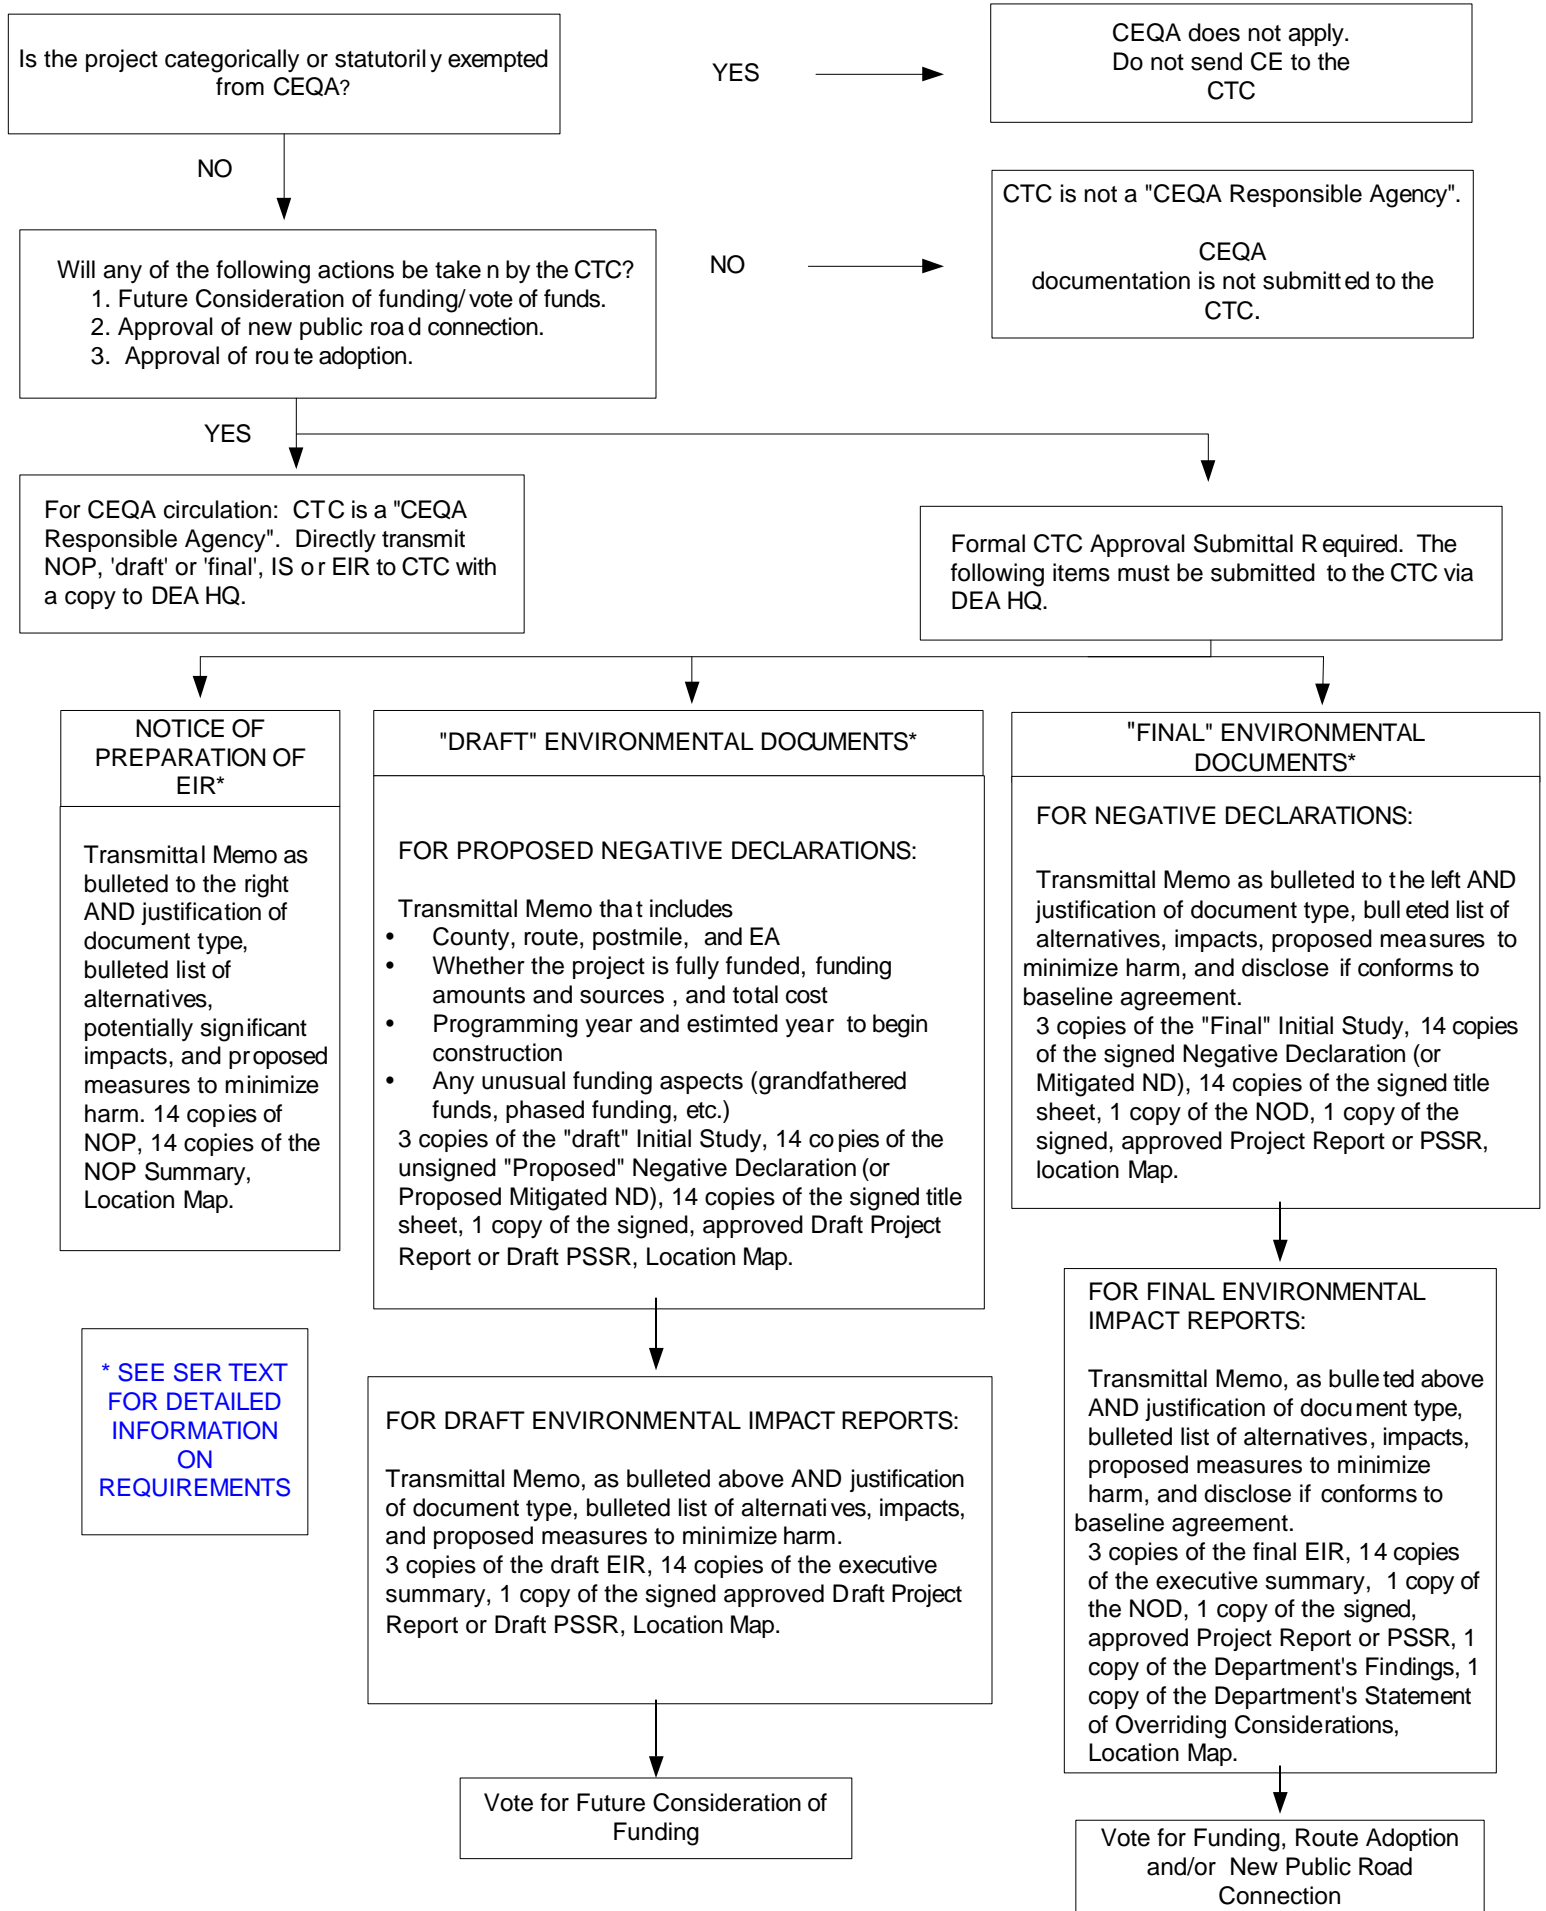 Is the project categorically or statutorily exempted
from CEQA?
YES
CEQA does not apply.
Do not send CE to the
CTC
NO
Will any of the following actions be taken by the CTC?
1. Future Consideration of funding/vote of funds.
2. Approval of new public road connection.
3. Approval of route adoption.
NO
CTC is not a "CEQA Responsible Agency".
CEQA
documentation is not submitted to the
CTC.
YES
For CEQA circulation: CTC is a "CEQA
Responsible Agency". Directly transmit
NOP, 'draft' or 'final', IS or EIR to CTC with
a copy to DEA HQ.
Formal CTC Approval Submittal Required. The
following items must be submitted to the CTC via
DEA HQ.
NOTICE OF
PREPARATION OF
EIR*
Transmittal Memo as
bulleted to the right
AND justification of
document type,
bulleted list of
alternatives,
potentially significant
impacts, and proposed
measures to minimize
harm. 14 copies of
NOP, 14 copies of the
NOP Summary,
Location Map.
* SEE SER TEXT
FOR DETAILED
INFORMATION
ON
REQUIREMENTS
"DRAFT" ENVIRONMENTAL DOCUMENTS*
FOR PROPOSED NEGATIVE DECLARATIONS:
Transmittal Memo that includes
• County, route, postmile, and EA
• Whether the project is fully funded, funding
amounts and sources , and total cost
• Programming year and estimted year to begin
construction
• Any unusual funding aspects (grandfathered
funds, phased funding, etc.)
3 copies of the "draft" Initial Study, 14 copies of the
unsigned "Proposed" Negative Declaration (or
Proposed Mitigated ND), 14 copies of the signed title
sheet, 1 copy of the signed, approved Draft Project
Report or Draft PSSR, Location Map.
FOR DRAFT ENVIRONMENTAL IMPACT REPORTS:
Transmittal Memo, as bulleted above AND justification
of document type, bulleted list of alternatives, impacts,
and proposed measures to minimize harm.
3 copies of the draft EIR, 14 copies of the executive
summary, 1 copy of the signed approved Draft Project
Report or Draft PSSR, Location Map.
Vote for Future Consideration of
Funding
"FINAL" ENVIRONMENTAL
DOCUMENTS*
FOR NEGATIVE DECLARATIONS:
Transmittal Memo as bulleted to the left AND
justification of document type, bulleted list of
alternatives, impacts, proposed measures to
minimize harm, and disclose if conforms to
baseline agreement.
3 copies of the "Final" Initial Study, 14 copies
of the signed Negative Declaration (or
Mitigated ND), 14 copies of the signed title
sheet, 1 copy of the NOD, 1 copy of the
signed, approved Project Report or PSSR,
location Map.
FOR FINAL ENVIRONMENTAL
IMPACT REPORTS:
Transmittal Memo, as bulleted above
AND justification of document type,
bulleted list of alternatives, impacts,
proposed measures to minimize
harm, and disclose if conforms to
baseline agreement.
3 copies of the final EIR, 14 copies
of the executive summary, 1 copy of
the NOD, 1 copy of the signed,
approved Project Report or PSSR, 1
copy of the Department's Findings, 1
copy of the Department's Statement
of Overriding Considerations,
Location Map.
Vote for Funding, Route Adoption
and/or New Public Road
Connection